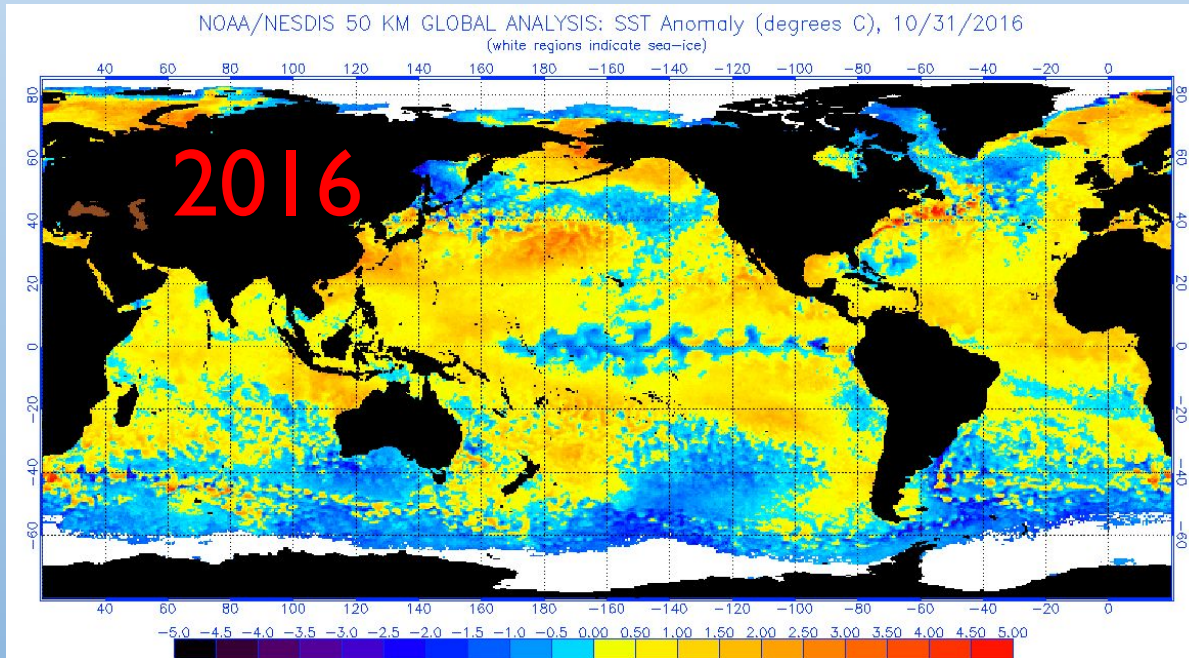 NOAA/NESDIS 50 KM GLOBAL ANALYSIS: SST Anomaly (degrees C), 10/31/2016
(white regions indicate sea-ice)
40 60 80 100 120 140 160 180 -160 -140 -120 -100 -80 -60 -40 -20 0
80 80
60 60
2016
40 40
20 20
0 0
-20 -20
-40 -40
-60 -60
40 60 80 100 120 140 160 180 -160 -140 -120 -100 -80 -60 -40 -20 0
-5.0 -4.5 -4.0 -3.5 -3.0 -2.5 -2.0 -1.5 -1.0 -0.5 0.00 0.50 1.00 1.50 2.00 2.50 3.00 3.50 4.00 4.50 5.00